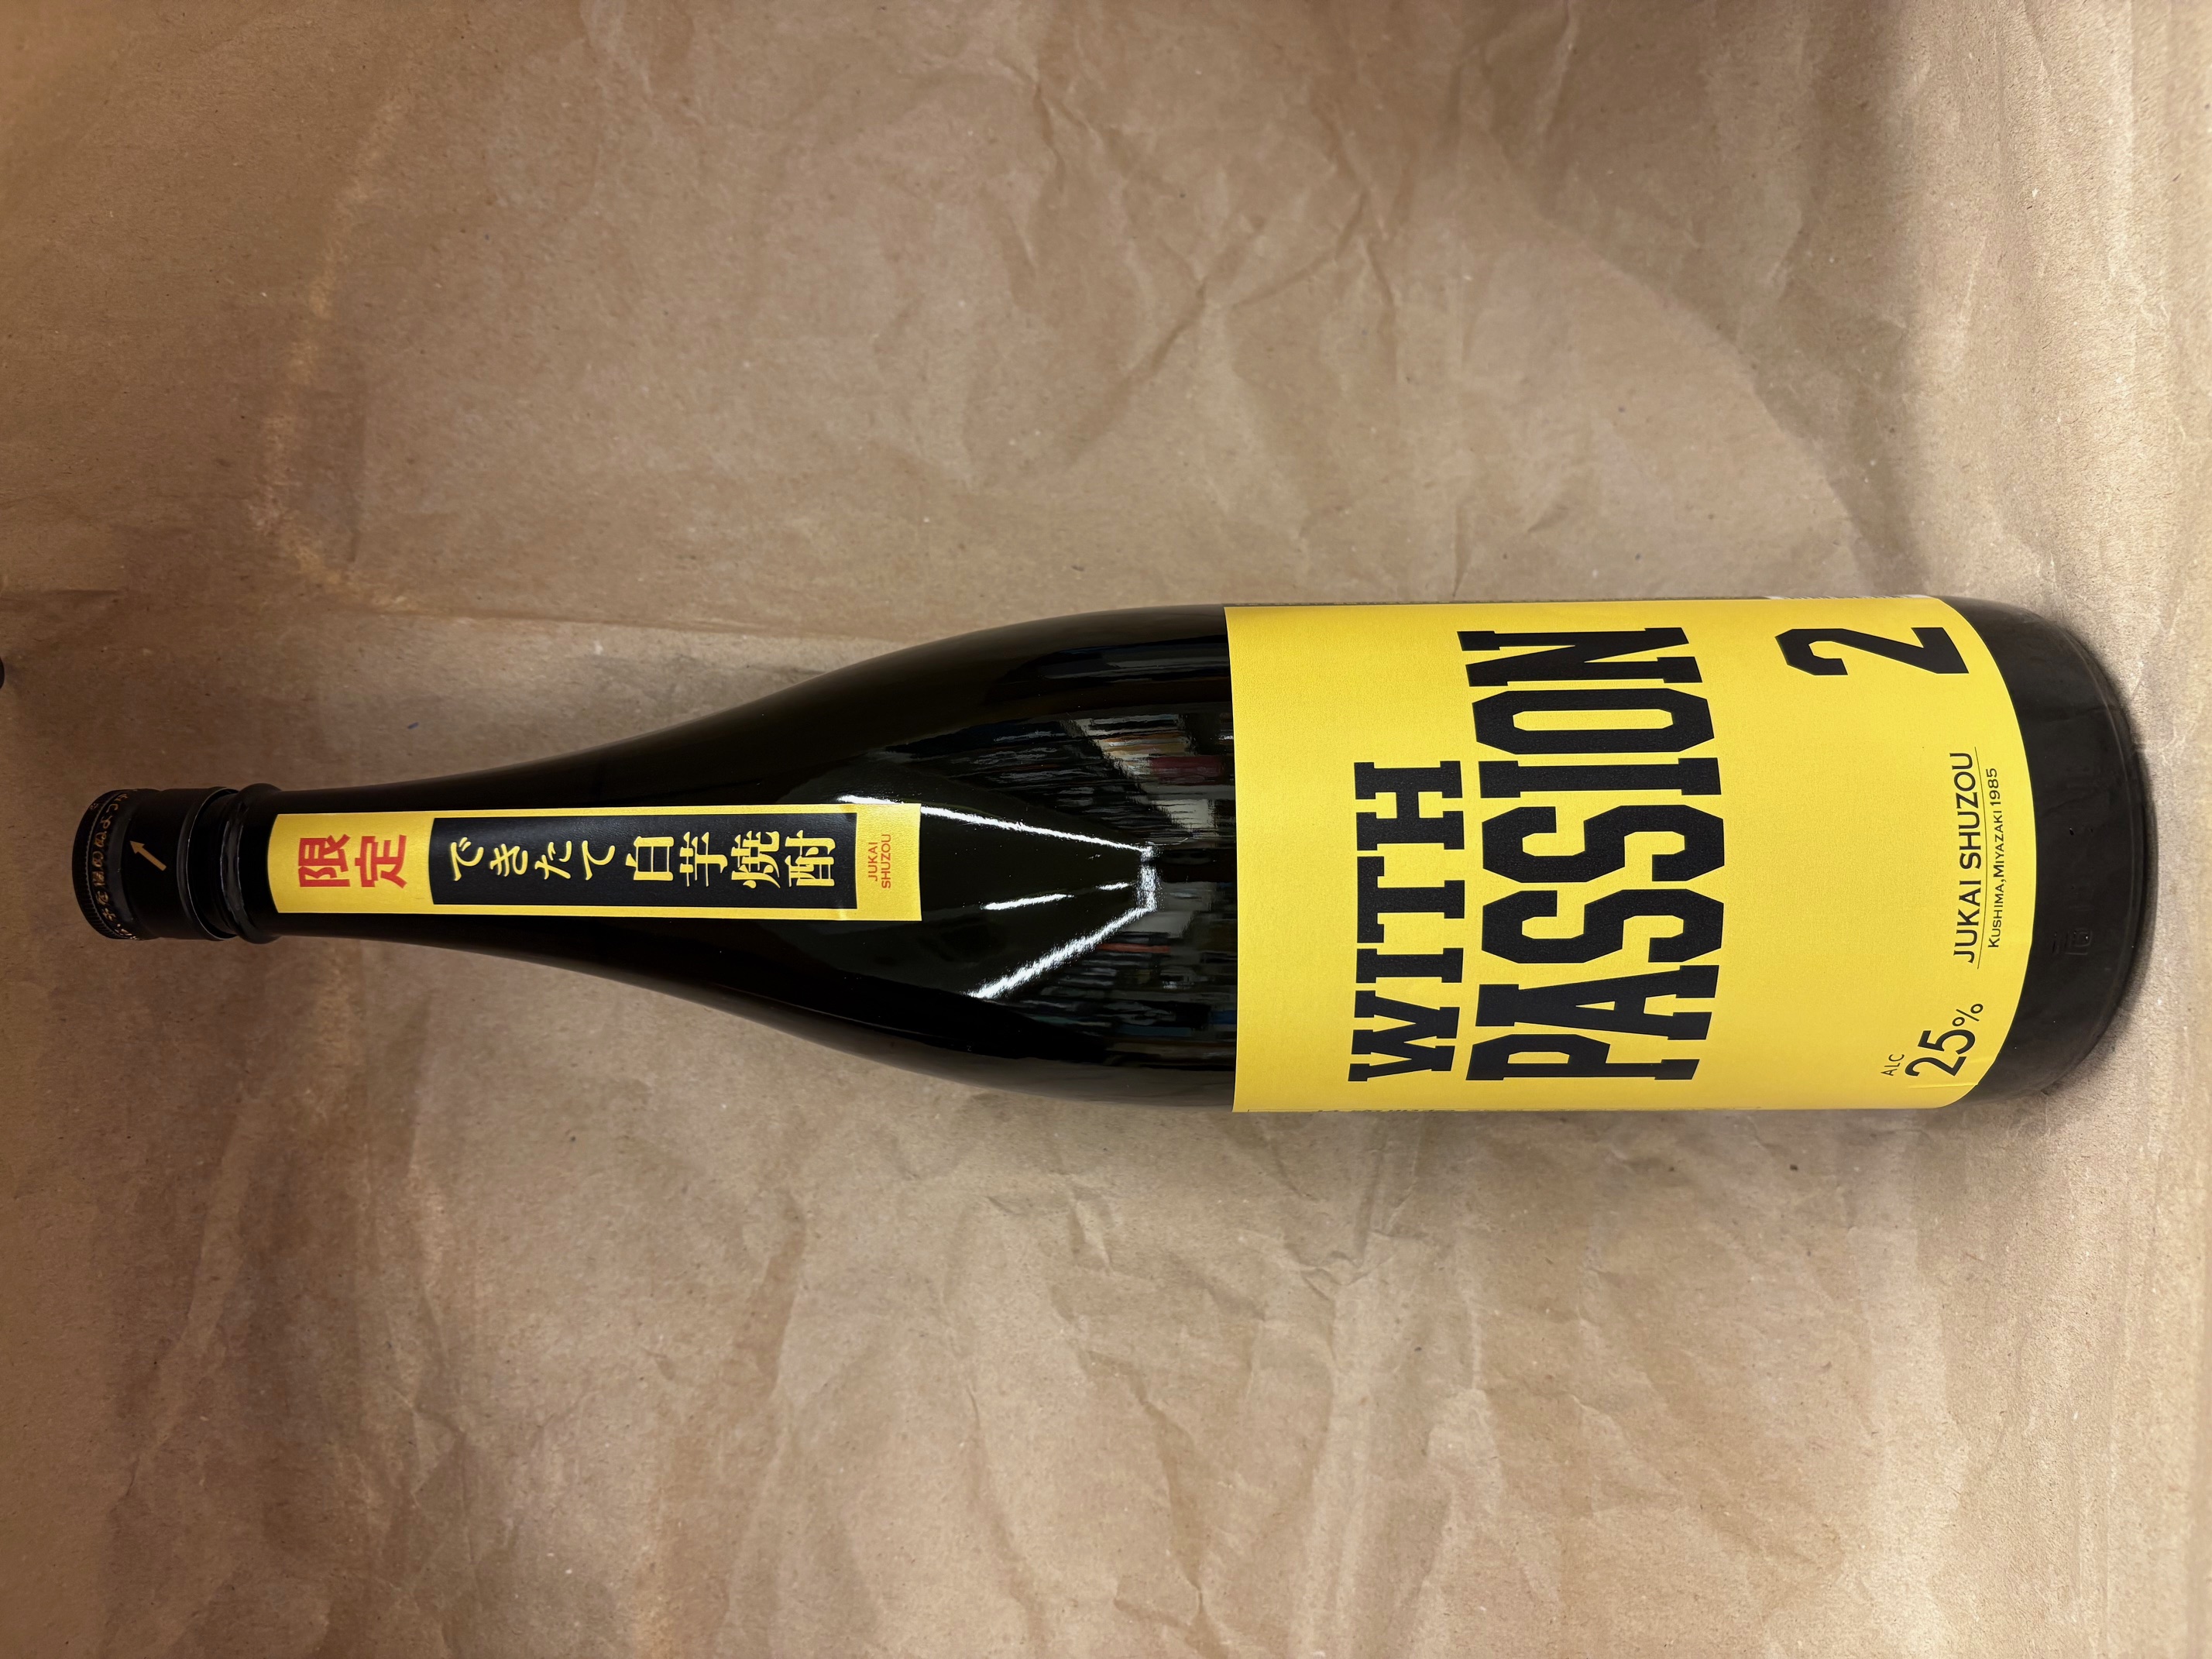 限定
できたて白芋焼酎
JUKAI
SHUZOU
WITH
PASSION
2
ALC
25%
JUKAI SHUZOU
KUSHIMA,MIYAZAKI 1985